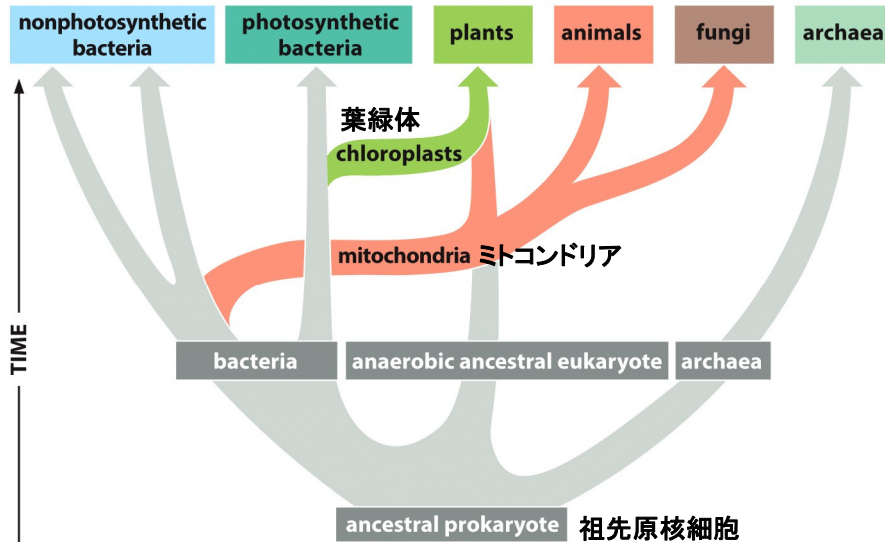 nonphotosynthetic
bacteria
photosynthetic
bacteria
plants
animals
fungi
archaea
葉緑体
chloroplasts
mitochondria ミトコンドリア
TIME
bacteria
anaerobic ancestral eukaryote
archaea
ancestral prokaryote
祖先原核細胞